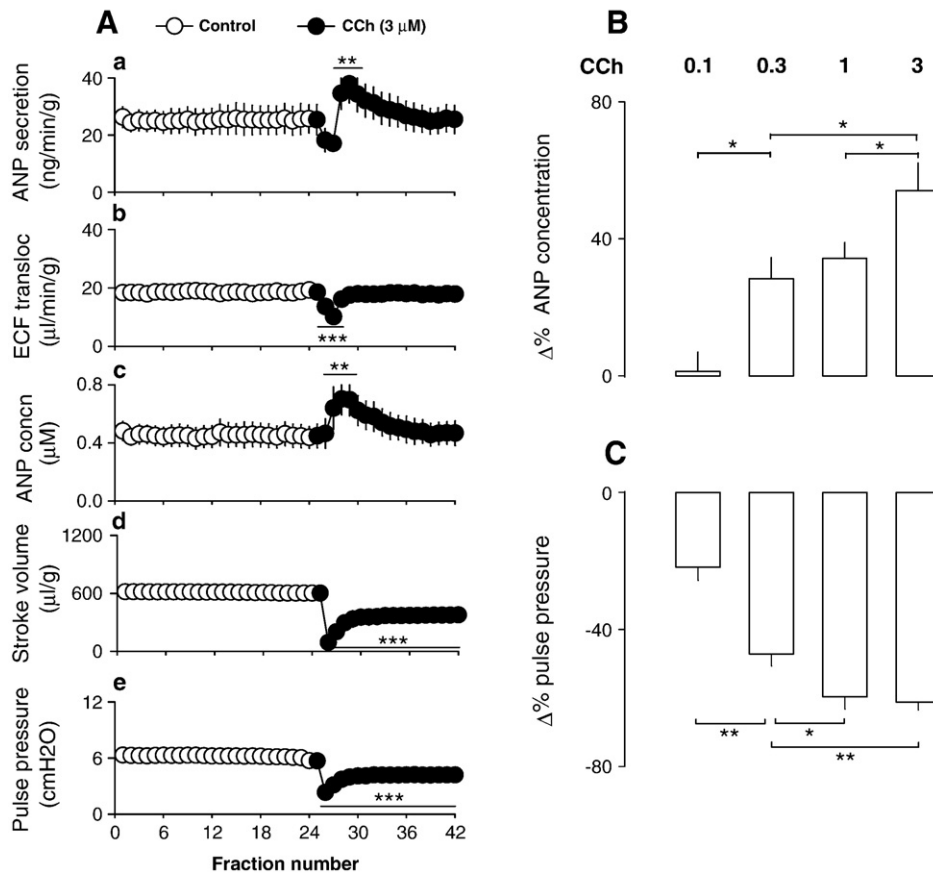 A
Control
CCh (3 μM)
a
**
40
20
0
ANP secretion
(ng/min/g)
b
40
20
0
***
ECF transloc
(μl/min/g)
c
**
0.8
0.4
0.0
ANP concn
(μM)
d
1200
600
0
***
Stroke volume
(μl/g)
e
12
6
0
***
Pulse pressure
(cmH2O)
0 6 12 18 24 30 36 42
Fraction number
B
CCh 0.1 0.3 1 3
80
40
0
* * *
Δ% ANP concentration
C
0
-40
-80
** * **
Δ% pulse pressure